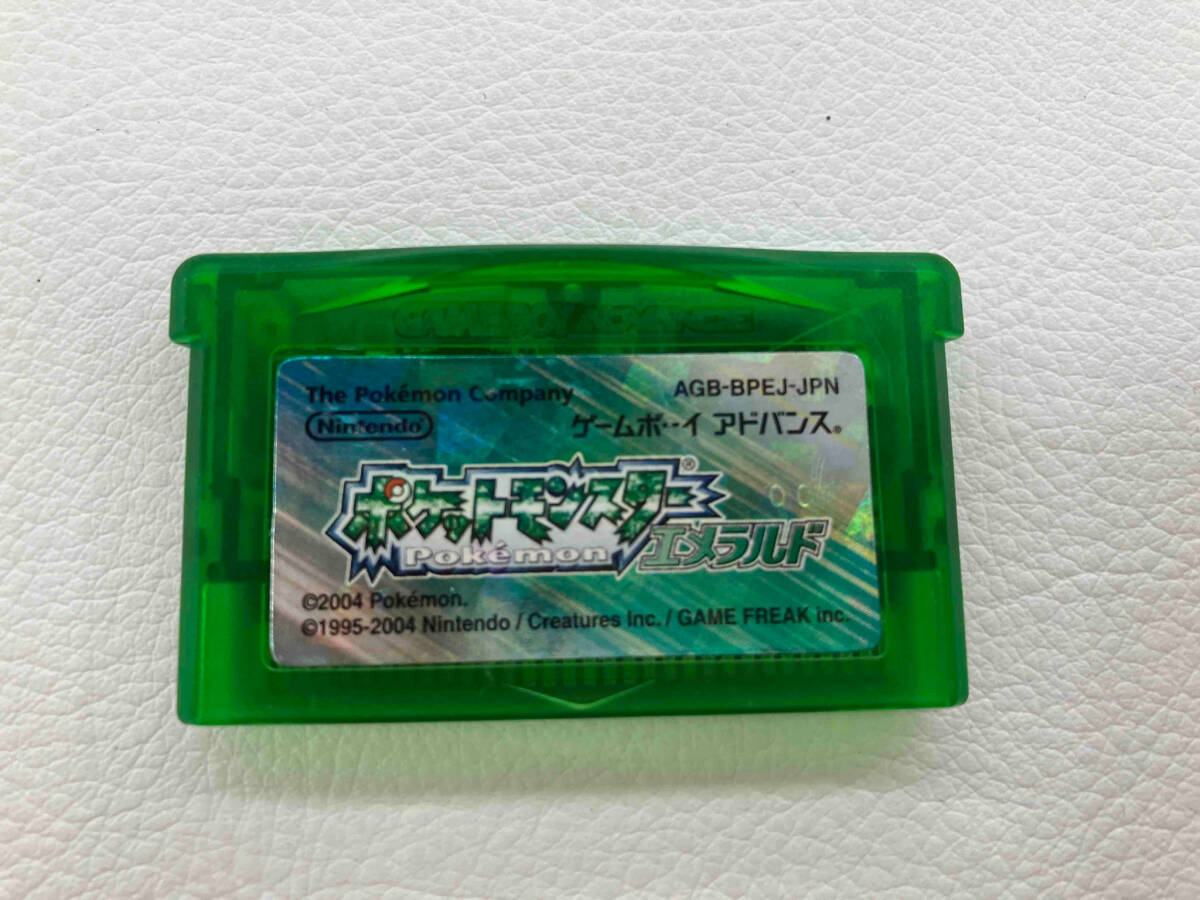 GAME BOY ADVANCE
The Pokémon Company
AGB-BPEJ-JPN
Nintendo
ゲームボーイ アドバンス®
ポケットモンスター®
Pokémon
エメラルド
©2004 Pokémon.
©1995-2004 Nintendo / Creatures Inc. / GAME FREAK inc.